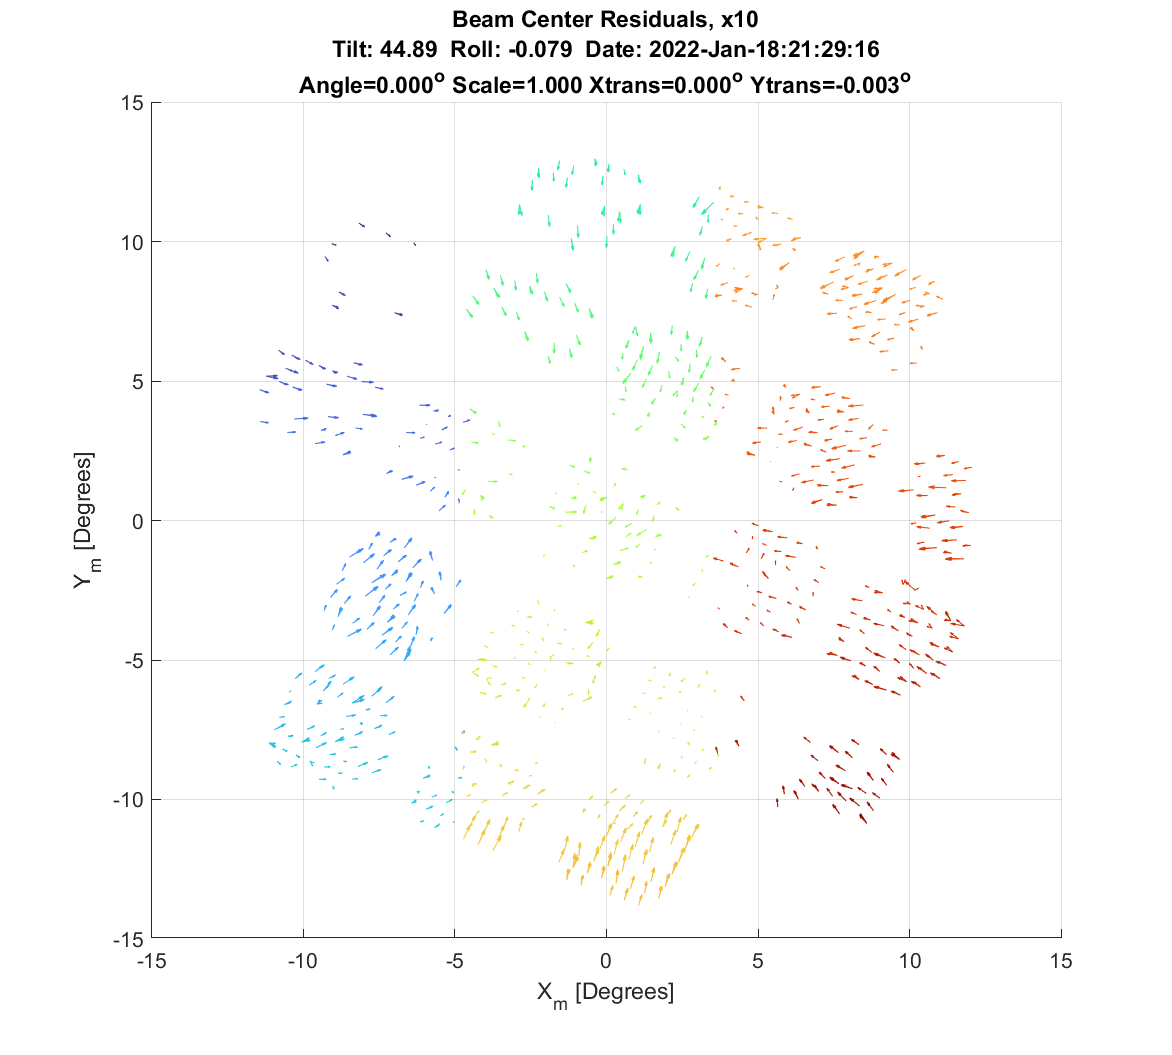 Beam Center Residuals, x10
Tilt: 44.89 Roll: -0.079 Date: 2022-Jan-18:21:29:16
Angle=0.000° Scale=1.000 Xtrans=0.000° Ytrans=-0.003°
15
10
5
0
-5
-10
-15
Y_m [Degrees]
-15 -10 -5 0 5 10 15
X_m [Degrees]